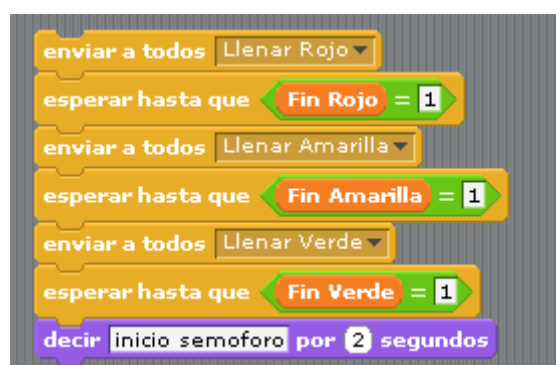 enviar a todos Llenar Rojo
esperar hasta que Fin Rojo = 1
enviar a todos Llenar Amarilla
esperar hasta que Fin Amarilla = 1
enviar a todos Llenar Verde
esperar hasta que Fin Verde = 1
decir inicio semoforo por 2 segundos